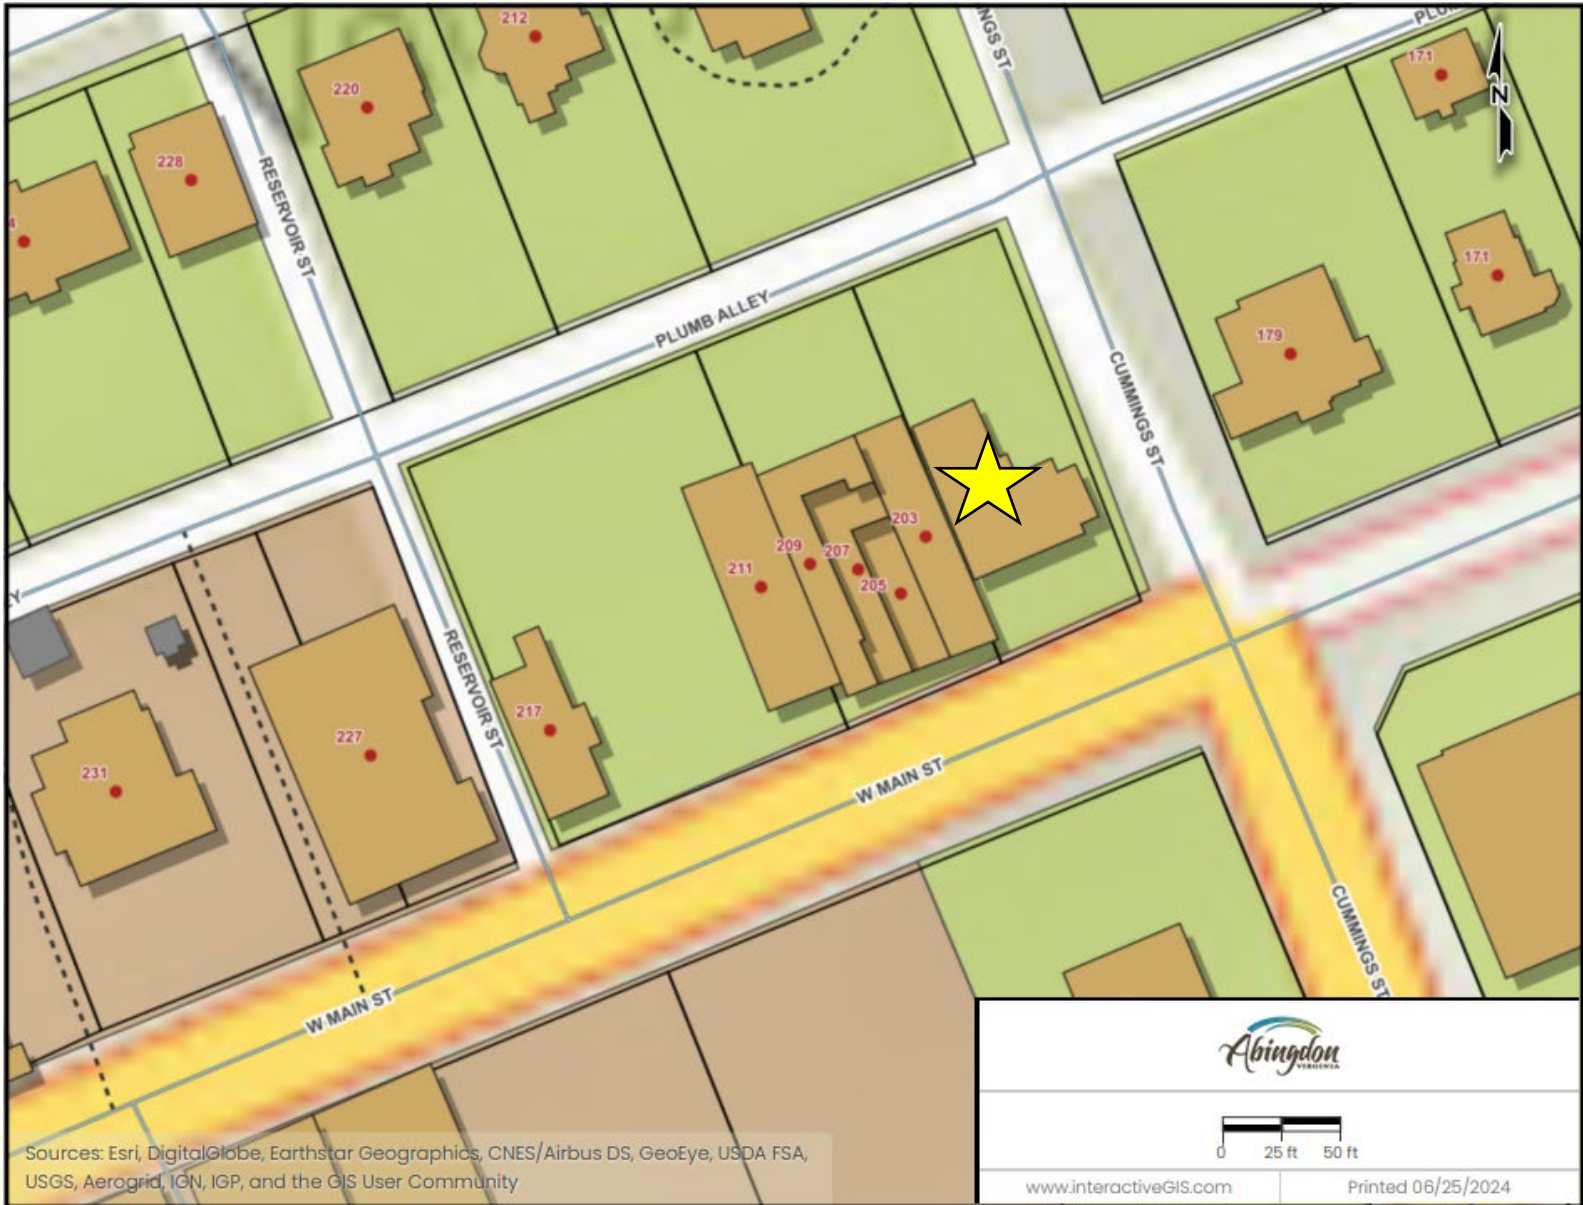 212
NGS ST
171
N
220
228
4
RESERVOIR ST
171
PLUMB ALLEY
179
CUMMINGS ST
203
209
207
211
205
RESERVOIR ST
217
227
231
W MAIN ST
CUMMINGS ST
W MAIN ST
Abingdon
VIRGINIA
0 25 ft 50 ft
Sources: Esri, DigitalGlobe, Earthstar Geographics, CNES/Airbus DS, GeoEye, USDA FSA,
USGS, Aerogrid, IGN, IGP, and the GIS User Community
www.interactiveGIS.com
Printed 06/25/2024